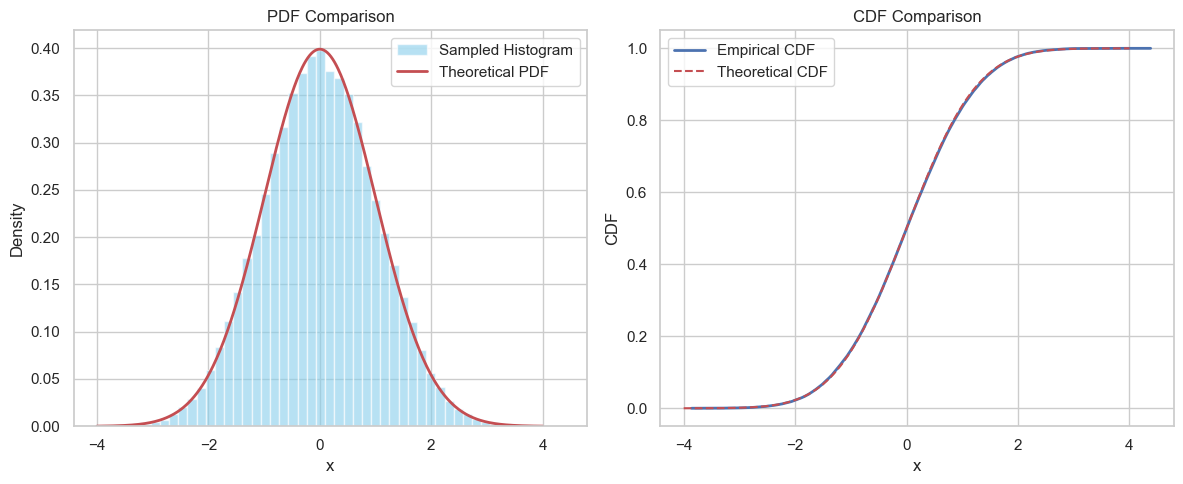 PDF Comparison
0.40
0.35
0.30
0.25
0.20
0.15
0.10
0.05
0.00
Density
−4
−2
0
2
4
x
Sampled Histogram
Theoretical PDF
CDF Comparison
1.0
0.8
0.6
0.4
0.2
0.0
CDF
−4
−2
0
2
4
x
Empirical CDF
Theoretical CDF